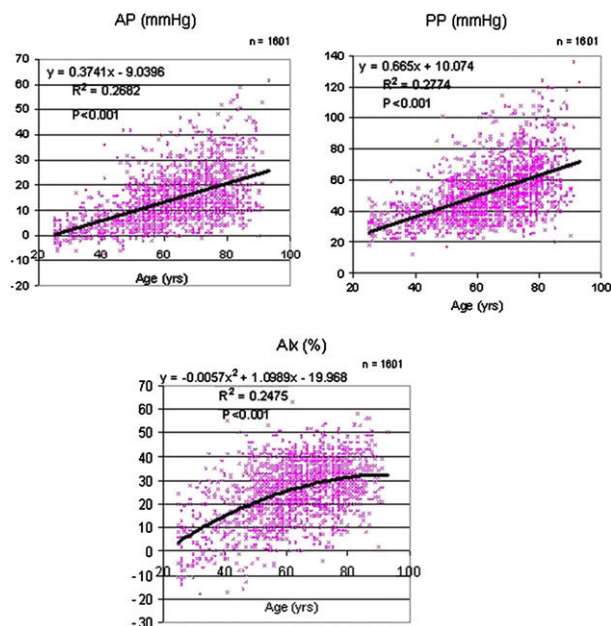 AP (mmHg)
n = 1601
y = 0.3741x - 9.0396
R² = 0.2682
P<0.001
70
60
50
40
30
20
10
0
-10
-20
20
40
60
80
100
Age (yrs)
PP (mmHg)
n = 1601
y = 0.665x + 10.074
R² = 0.2774
P<0.001
140
120
100
80
60
40
20
0
20
40
60
80
100
Age (yrs)
AIx (%)
n = 1601
y = -0.0057x² + 1.0989x - 19.968
R² = 0.2475
P<0.001
70
60
50
40
30
20
10
0
-10
-20
-30
20
40
60
80
100
Age (yrs)